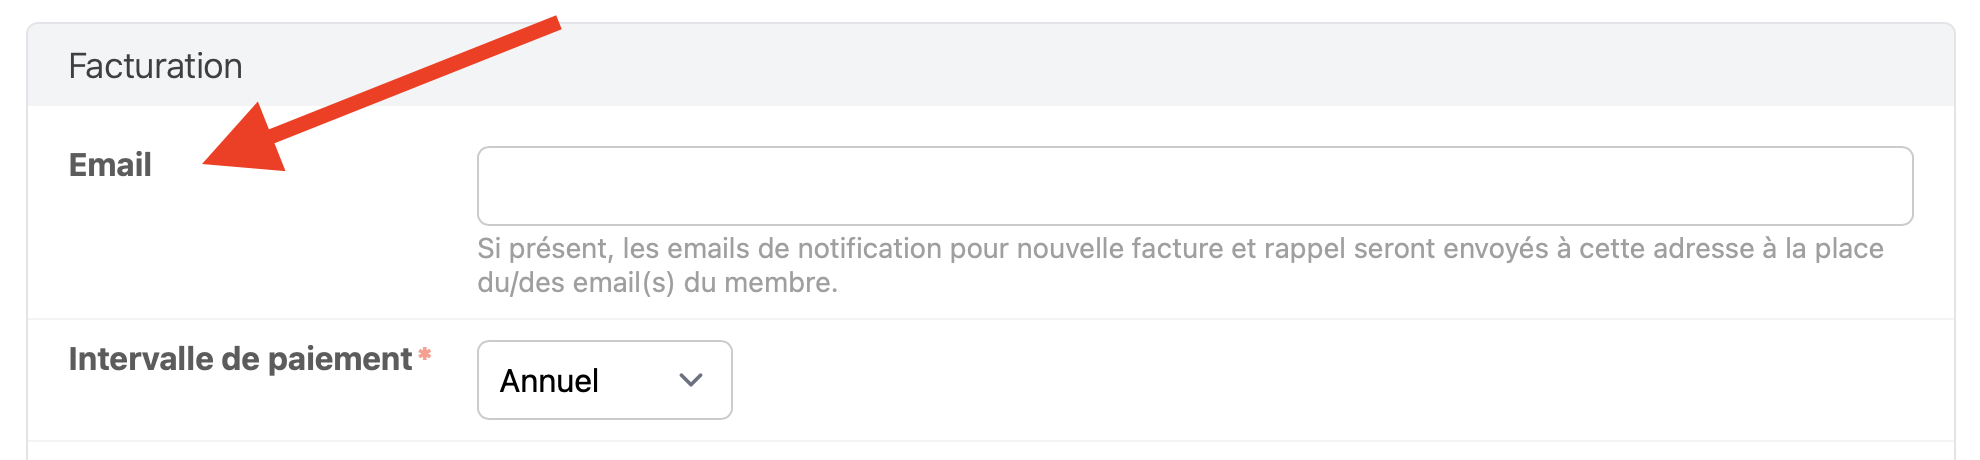 Facturation
Email
Si présent, les emails de notification pour nouvelle facture et rappel seront envoyés à cette adresse à la place
du/des email(s) du membre.
Intervalle de paiement*
Annuel